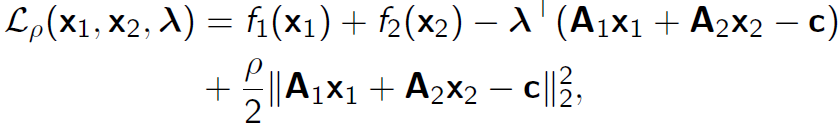 ℒ_ρ(𝐱₁, 𝐱₂, 𝛌) = f₁(𝐱₁) + f₂(𝐱₂) − 𝛌^⊤(𝐀₁𝐱₁ + 𝐀₂𝐱₂ − 𝐜)
+ ρ/2 ‖𝐀₁𝐱₁ + 𝐀₂𝐱₂ − 𝐜‖₂²,